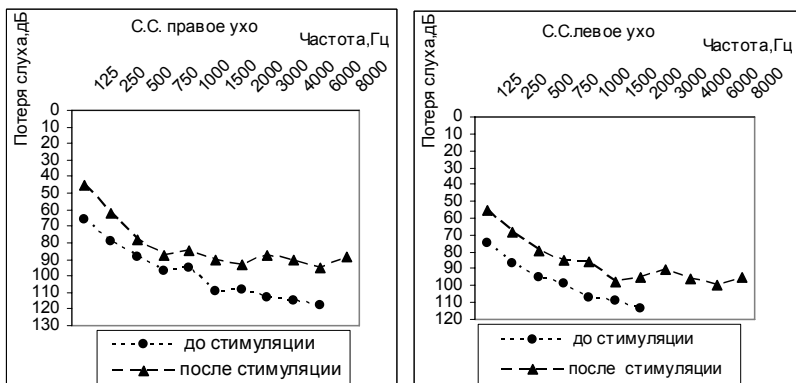 С.С. правое ухо
Частота,Гц
125 250 500 750 1000 1500 2000 3000 4000 6000 8000
Потеря слуха,дБ
0
10
20
30
40
50
60
70
80
90
100
110
120
130
до стимуляции
после стимуляции
С.С.левое ухо
Частота,Гц
125 250 500 750 1000 1500 2000 3000 4000 6000 8000
Потеря слуха,дБ
0
10
20
30
40
50
60
70
80
90
100
110
120
до стимуляции
после стимуляции